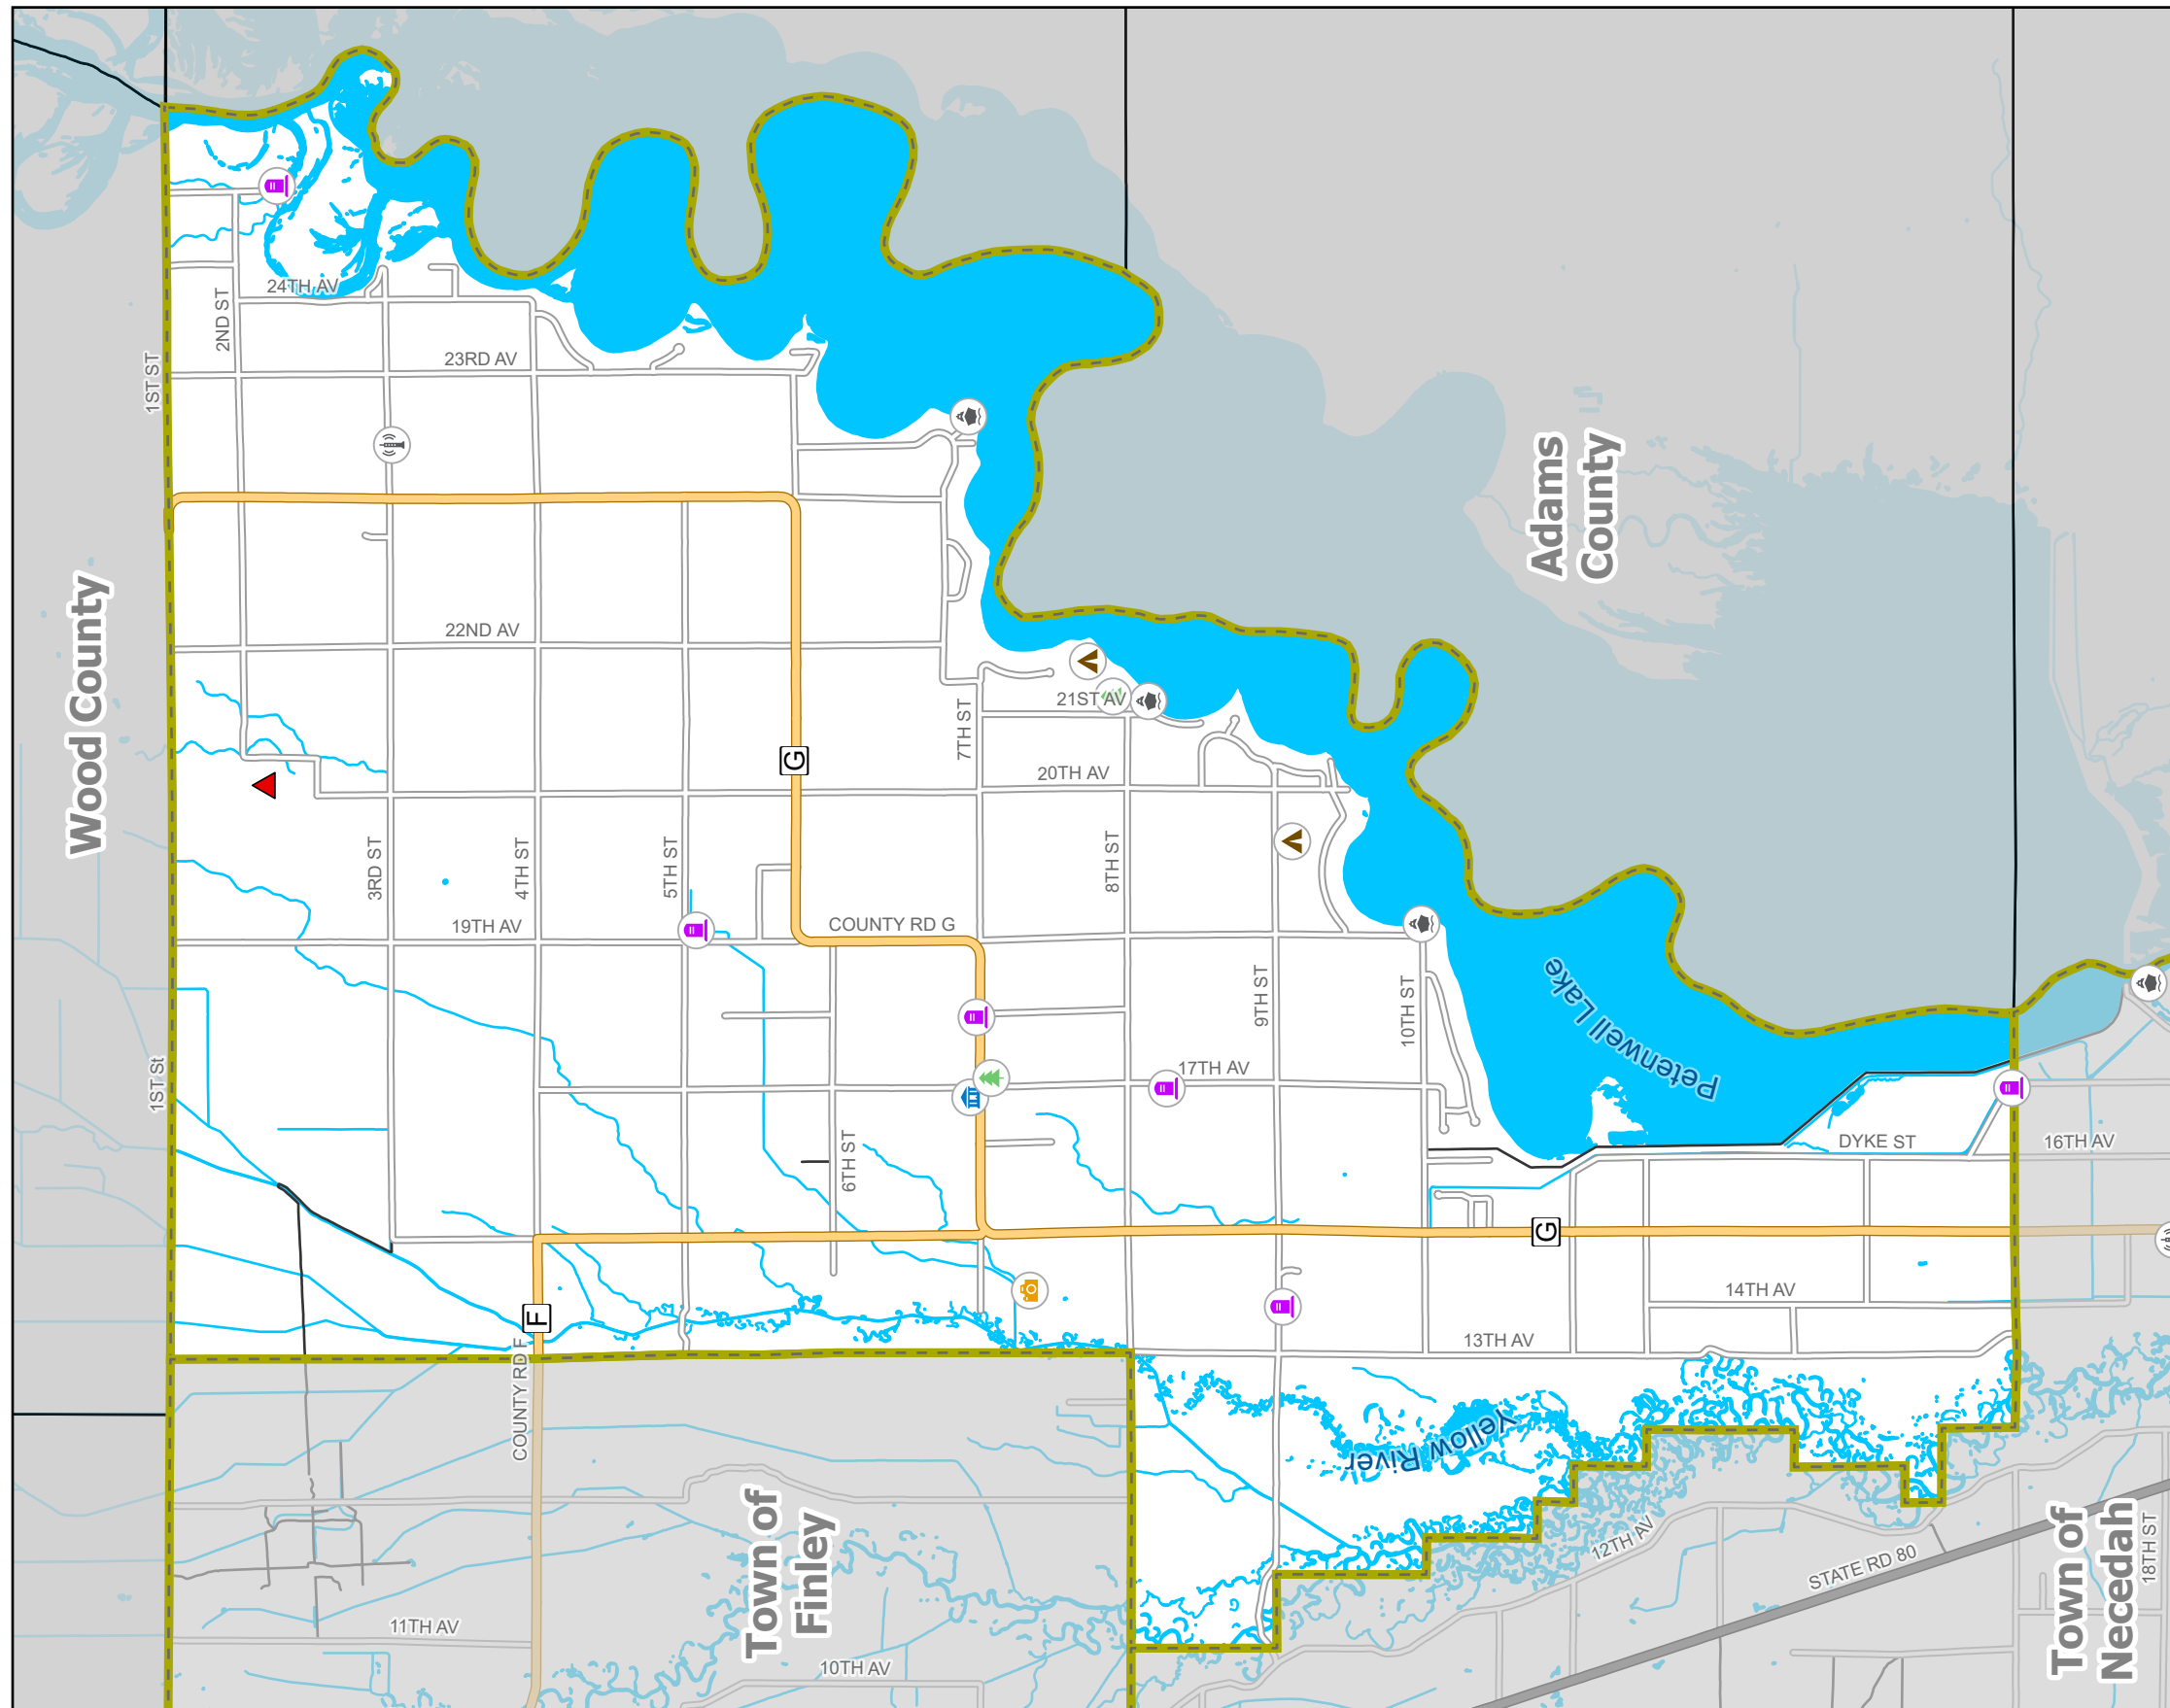 24TH AV
2ND ST
1ST ST
23RD AV
Adams
County
Wood County
22ND AV
21ST AV
7TH ST
G
20TH AV
3RD ST
4TH ST
5TH ST
8TH ST
19TH AV
COUNTY RD G
9TH ST
10TH ST
Petenwell Lake
1ST St
17TH AV
6TH ST
DYKE ST
16TH AV
G
F
14TH AV
13TH AV
COUNTY RD F
Yellow River
Town of
Finley
12TH AV
STATE RD 80
Town of
Necedah
18TH ST
11TH AV
10TH AV